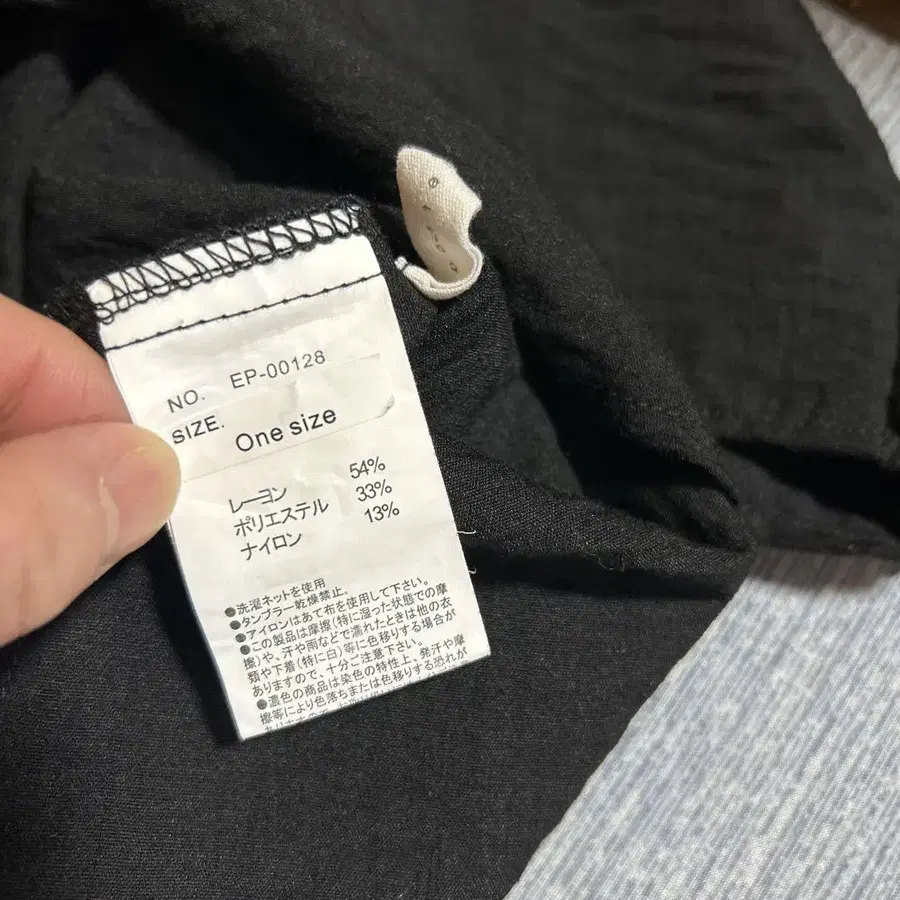 NO. EP-00128
SIZE. One size
レーヨン 54%
ポリエステル 33%
ナイロン 13%
●洗濯ネットを使用
●タンブラー乾燥禁止。
●アイロンはあて布を使用して下さい。
●この製品は摩擦(特に湿った状態での摩
擦)や、汗や雨などで濡れたときは他の衣
類や下着(特に白)等に色移りする場合が
ありますので、十分ご注意下さい。
●濃色の商品は染色の特性上、発汗や摩
擦等により色落ちまたは色移りする恐れが